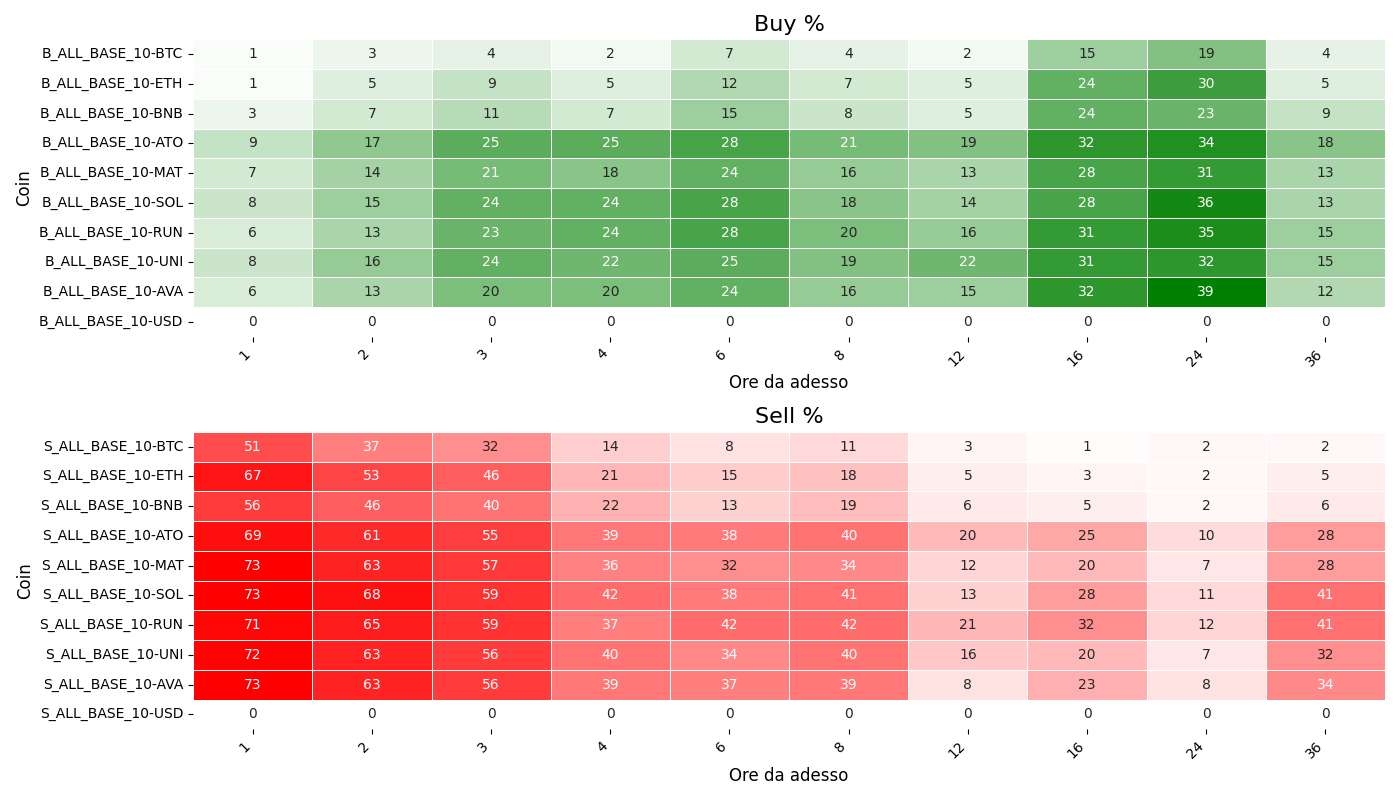 Buy %
Coin
B_ALL_BASE_10-BTC 1 3 4 2 7 4 2 15 19 4
B_ALL_BASE_10-ETH 1 5 9 5 12 7 5 24 30 5
B_ALL_BASE_10-BNB 3 7 11 7 15 8 5 24 23 9
B_ALL_BASE_10-ATO 9 17 25 25 28 21 19 32 34 18
B_ALL_BASE_10-MAT 7 14 21 18 24 16 13 28 31 13
B_ALL_BASE_10-SOL 8 15 24 24 28 18 14 28 36 13
B_ALL_BASE_10-RUN 6 13 23 24 28 20 16 31 35 15
B_ALL_BASE_10-UNI 8 16 24 22 25 19 22 31 32 15
B_ALL_BASE_10-AVA 6 13 20 20 24 16 15 32 39 12
B_ALL_BASE_10-USD 0 0 0 0 0 0 0 0 0 0
1 2 3 4 6 8 12 16 24 36
Ore da adesso
Sell %
Coin
S_ALL_BASE_10-BTC 51 37 32 14 8 11 3 1 2 2
S_ALL_BASE_10-ETH 67 53 46 21 15 18 5 3 2 5
S_ALL_BASE_10-BNB 56 46 40 22 13 19 6 5 2 6
S_ALL_BASE_10-ATO 69 61 55 39 38 40 20 25 10 28
S_ALL_BASE_10-MAT 73 63 57 36 32 34 12 20 7 28
S_ALL_BASE_10-SOL 73 68 59 42 38 41 13 28 11 41
S_ALL_BASE_10-RUN 71 65 59 37 42 42 21 32 12 41
S_ALL_BASE_10-UNI 72 63 56 40 34 40 16 20 7 32
S_ALL_BASE_10-AVA 73 63 56 39 37 39 8 23 8 34
S_ALL_BASE_10-USD 0 0 0 0 0 0 0 0 0 0
1 2 3 4 6 8 12 16 24 36
Ore da adesso